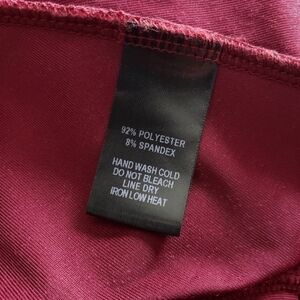 92% POLYESTER
8% SPANDEX
HAND WASH COLD
DO NOT BLEACH
LINE DRY
IRON LOW HEAT